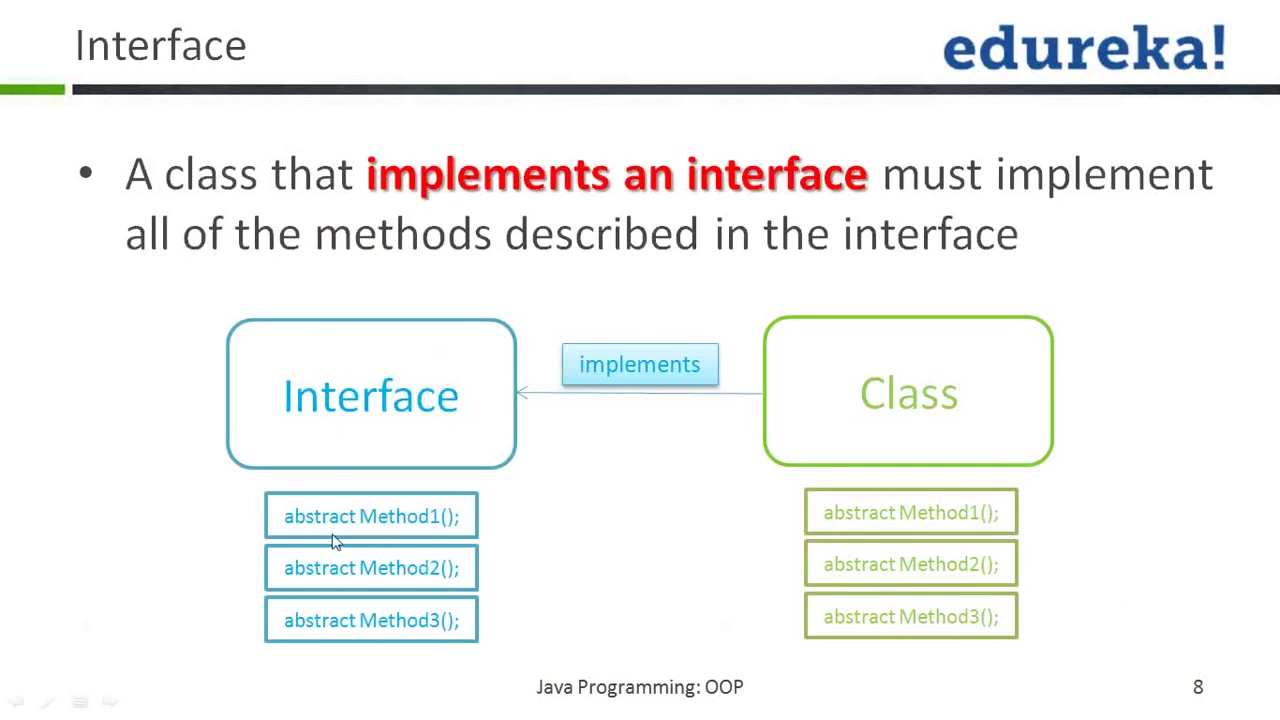 Interface
edureka!
• A class that implements an interface must implement
all of the methods described in the interface
implements
Interface
Class
abstract Method1();
abstract Method2();
abstract Method3();
abstract Method1();
abstract Method2();
abstract Method3();
Java Programming: OOP
8